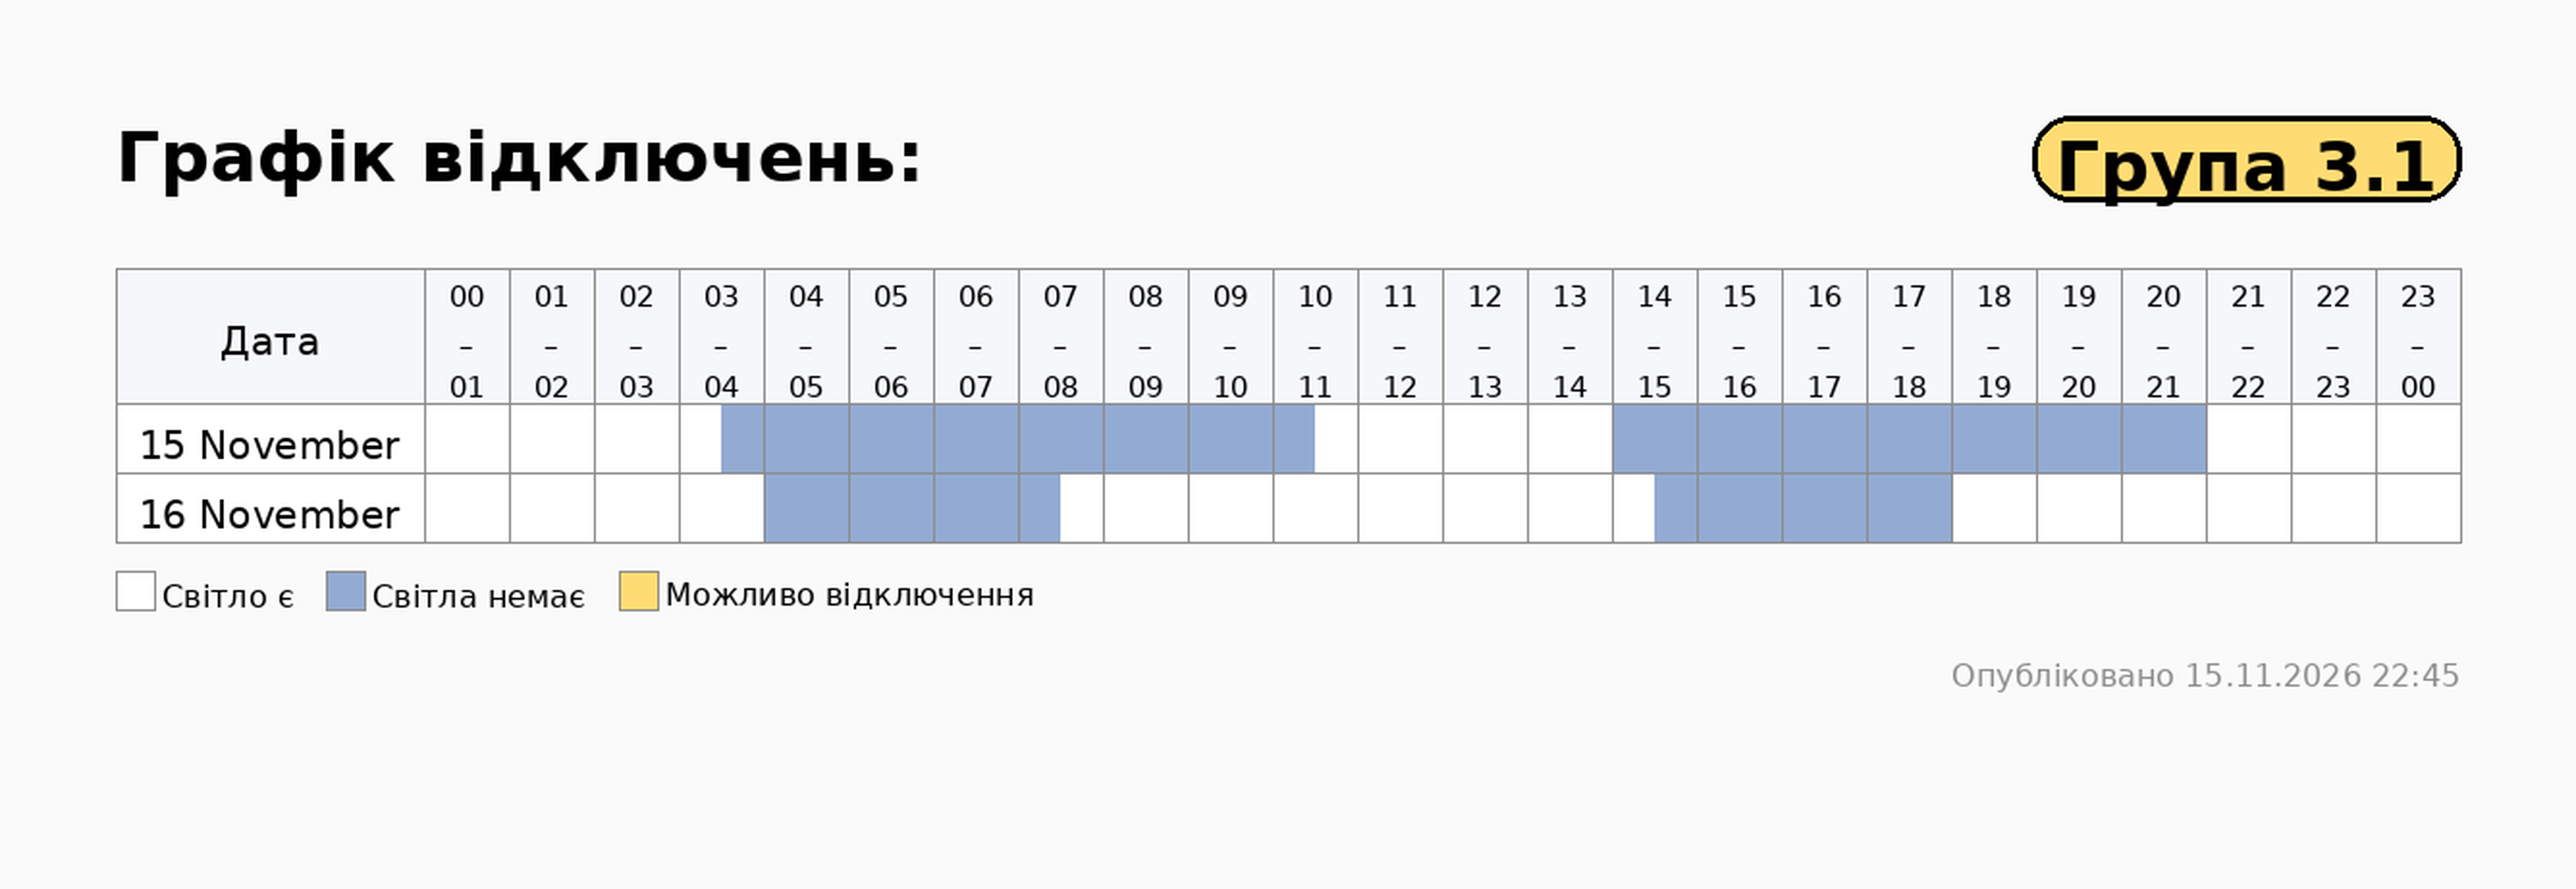 Графік відключень:
Група 3.1
Дата
00 – 01
01 – 02
02 – 03
03 – 04
04 – 05
05 – 06
06 – 07
07 – 08
08 – 09
09 – 10
10 – 11
11 – 12
12 – 13
13 – 14
14 – 15
15 – 16
16 – 17
17 – 18
18 – 19
19 – 20
20 – 21
21 – 22
22 – 23
23 – 00
15 November
16 November
Світло є
Світла немає
Можливо відключення
Опубліковано 15.11.2026 22:45